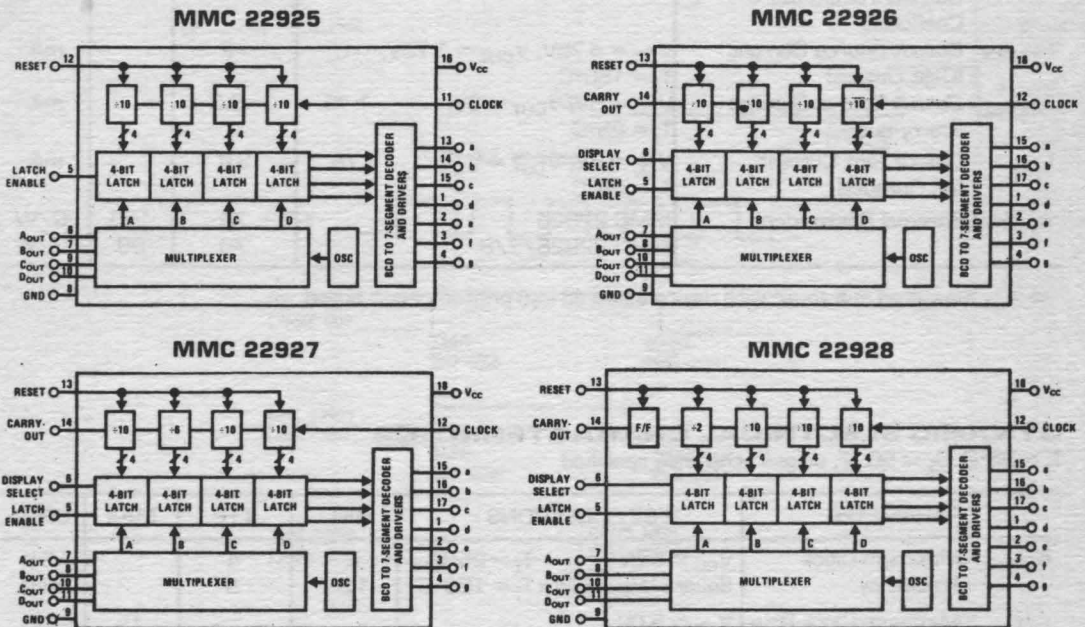 MMC 22925
RESET 12
16 VCC
÷10 ÷10 ÷10 ÷10
11 CLOCK
4 4 4 4
LATCH ENABLE 5
4-BIT LATCH 4-BIT LATCH 4-BIT LATCH 4-BIT LATCH
A B C D
BCD TO 7-SEGMENT DECODER AND DRIVERS
13 a
14 b
15 c
1 d
2 e
3 f
4 g
AOUT 6
BOUT 7
COUT 9
DOUT 10
GND 8
MULTIPLEXER
OSC
MMC 22926
RESET 13
18 VCC
CARRY OUT 14
÷10 ÷10 ÷10 ÷10
12 CLOCK
4 4 4 4
DISPLAY SELECT 6
LATCH ENABLE 5
4-BIT LATCH 4-BIT LATCH 4-BIT LATCH 4-BIT LATCH
A B C D
BCD TO 7-SEGMENT DECODER AND DRIVERS
15 a
16 b
17 c
1 d
2 e
3 f
4 g
AOUT 7
BOUT 8
COUT 10
DOUT 11
GND 9
MULTIPLEXER
OSC
MMC 22927
RESET 13
18 VCC
CARRY-OUT 14
÷10 ÷6 ÷10 ÷10
12 CLOCK
4 4 4 4
DISPLAY SELECT 6
LATCH ENABLE 5
4-BIT LATCH 4-BIT LATCH 4-BIT LATCH 4-BIT LATCH
A B C D
BCD TO 7-SEGMENT DECODER AND DRIVERS
15 a
16 b
17 c
1 d
2 e
3 f
4 g
AOUT 7
BOUT 8
COUT 10
DOUT 11
GND 9
MULTIPLEXER
OSC
MMC 22928
RESET 13
18 VCC
CARRY-OUT 14
F/F ÷2 ÷10 ÷10 ÷10
12 CLOCK
4 4 4 4
DISPLAY SELECT 6
LATCH ENABLE 5
4-BIT LATCH 4-BIT LATCH 4-BIT LATCH 4-BIT LATCH
A B C D
BCD TO 7-SEGMENT DECODER AND DRIVERS
15 a
16 b
17 c
1 d
2 e
3 f
4 g
AOUT 7
BOUT 8
COUT 10
DOUT 11
GND 9
MULTIPLEXER
OSC